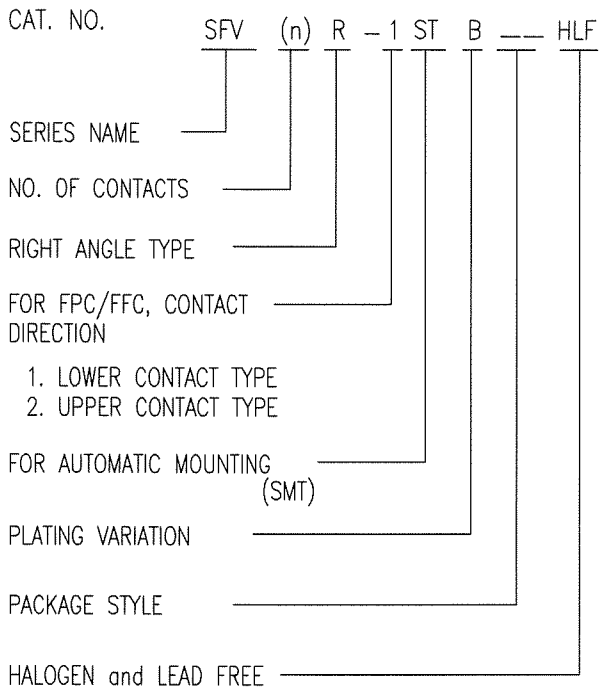 CAT. NO. SFV (n) R - 1 ST B __ HLF
SERIES NAME
NO. OF CONTACTS
RIGHT ANGLE TYPE
FOR FPC/FFC, CONTACT
DIRECTION
1. LOWER CONTACT TYPE
2. UPPER CONTACT TYPE
FOR AUTOMATIC MOUNTING
(SMT)
PLATING VARIATION
PACKAGE STYLE
HALOGEN and LEAD FREE